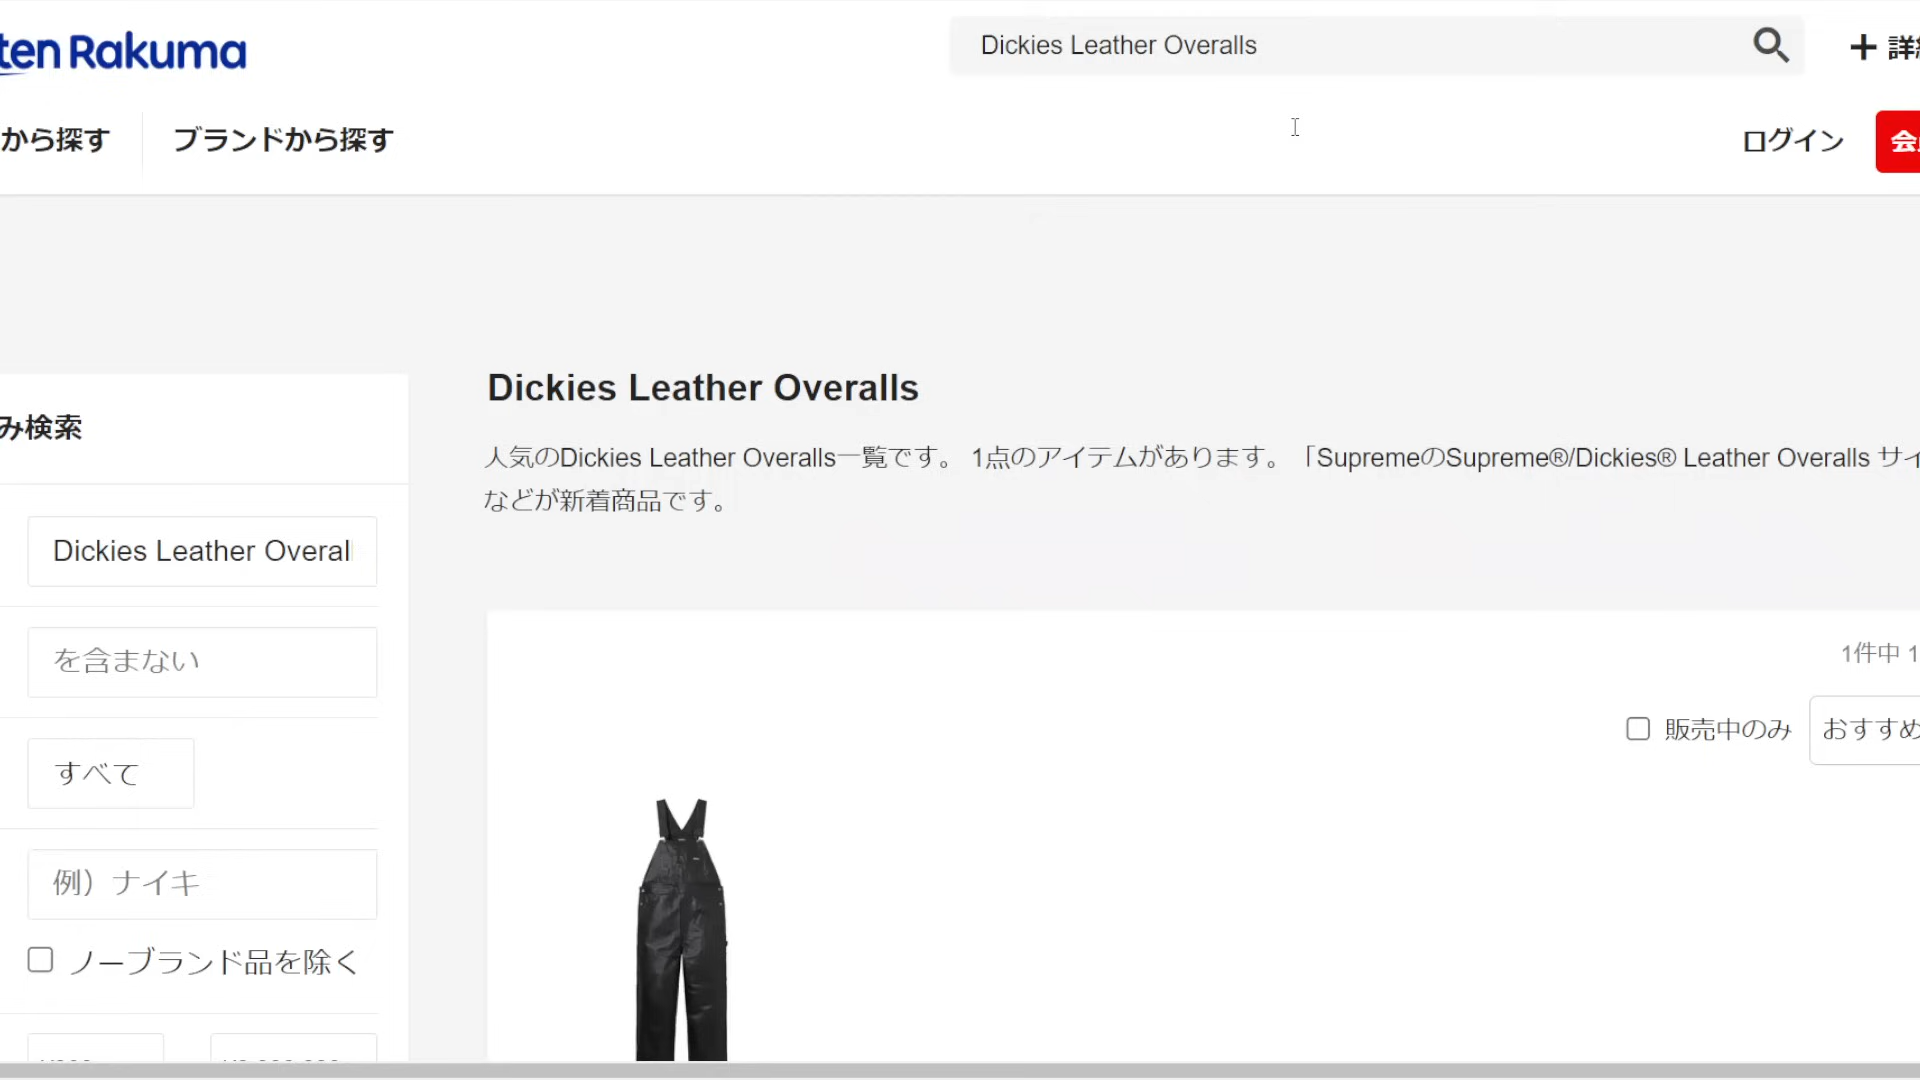 ten Rakuma
Dickies Leather Overalls
から探す
ブランドから探す
ログイン
Dickies Leather Overalls
み検索
人気のDickies Leather Overalls一覧です。 1点のアイテムがあります。「SupremeのSupreme®/Dickies® Leather Overalls サイ
などが新着商品です。
Dickies Leather Overall
を含まない
1件中 1
販売中のみ
おすすめ
すべて
例）ナイキ
ノーブランド品を除く